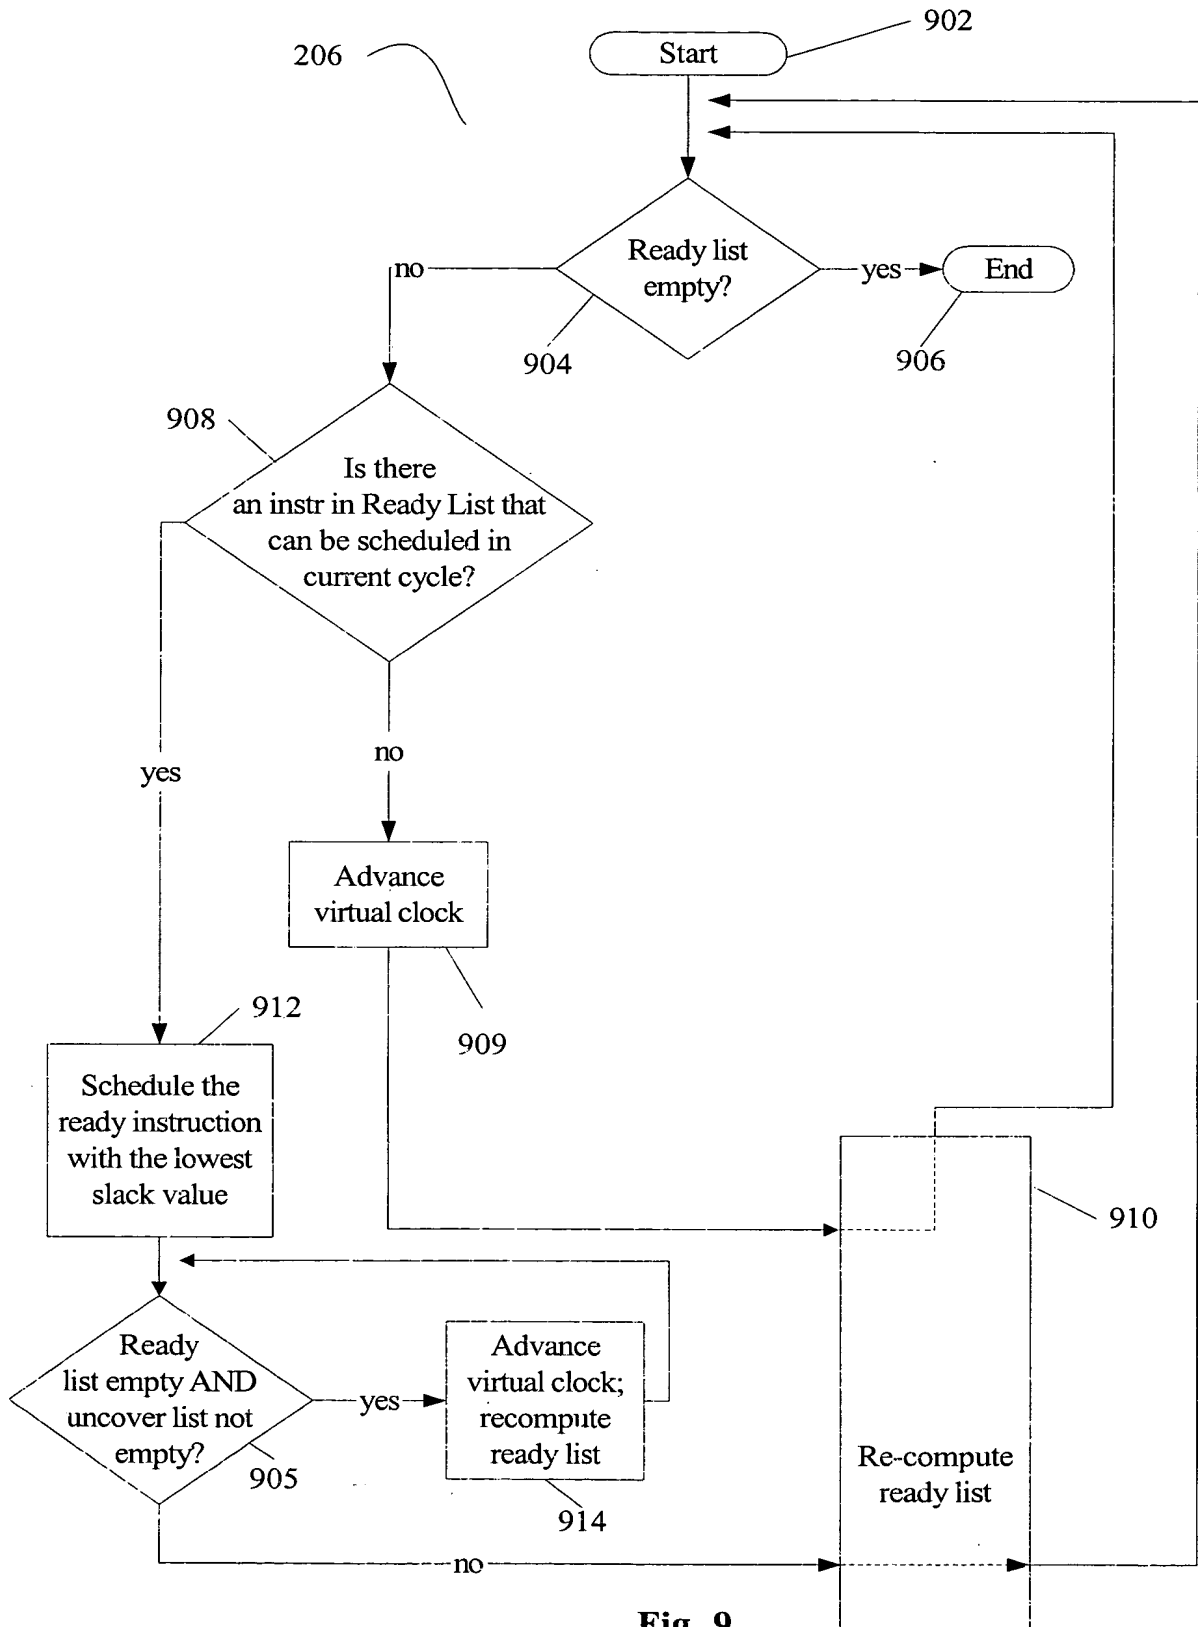 902
206
Start
Ready list
empty?
yes
End
no
904
906
908
Is there
an instr in Ready List that
can be scheduled in
current cycle?
no
yes
Advance
virtual clock
912
909
Schedule the
ready instruction
with the lowest
slack value
910
Ready
list empty AND
uncover list not
empty?
yes
Advance
virtual clock;
recompute
ready list
905
914
Re-compute
ready list
no
Fig. 9